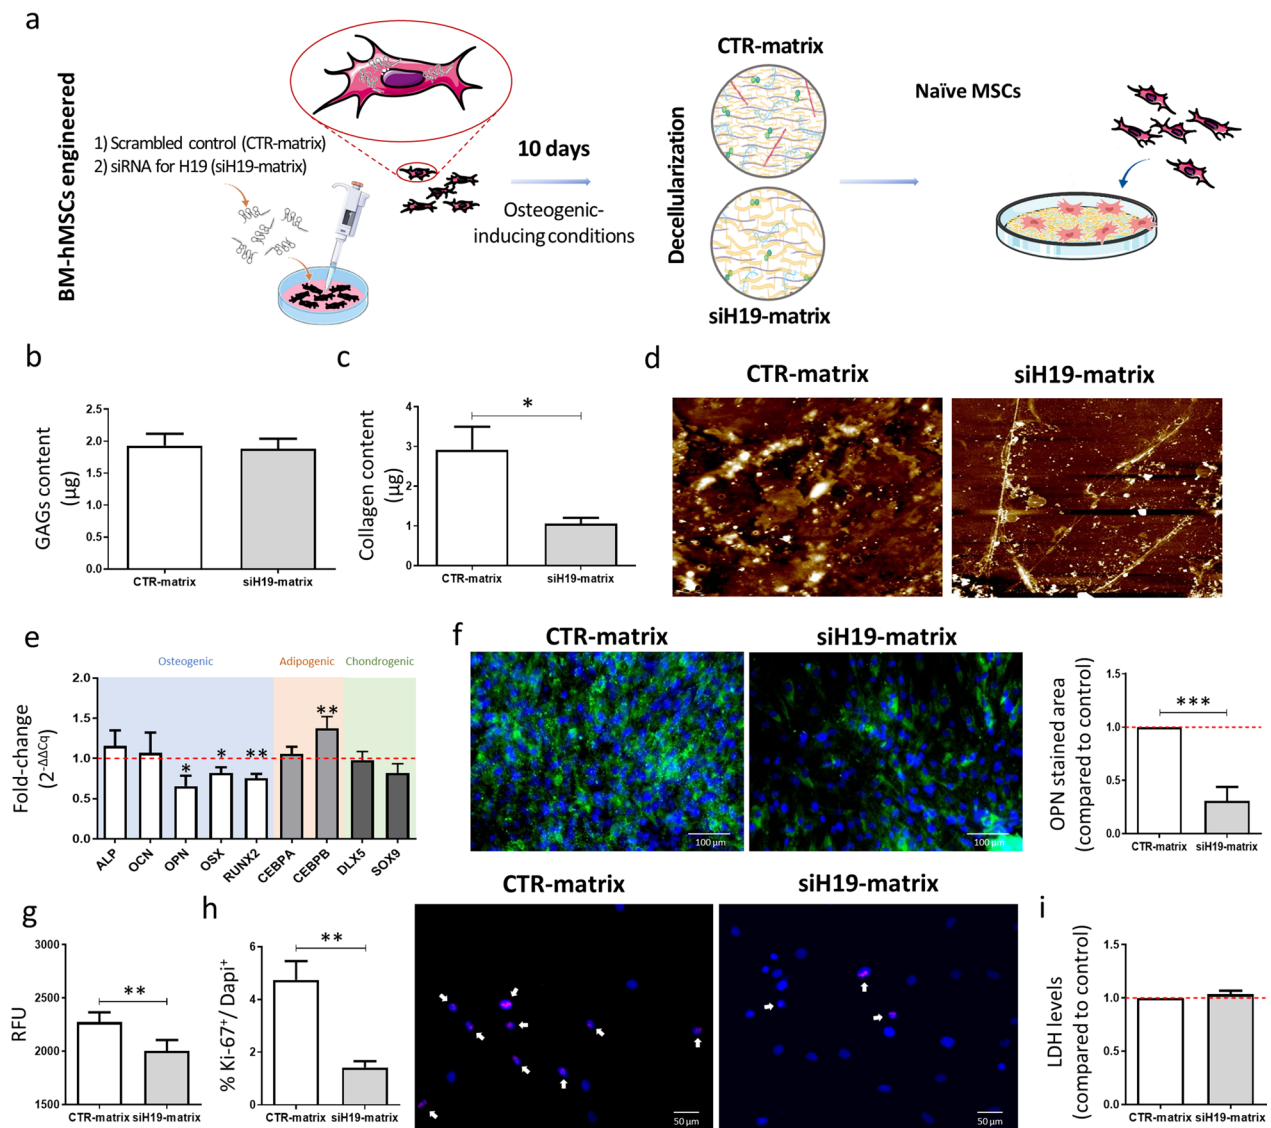 a
BM-hMSCs engineered
1) Scrambled control (CTR-matrix)
2) siRNA for H19 (siH19-matrix)
10 days
Osteogenic-
inducing conditions
Decellularization
CTR-matrix
siH19-matrix
Naïve MSCs
b
GAGs content
(µg)
2.5
2.0
1.5
1.0
0.5
0.0
CTR-matrix
siH19-matrix
c
Collagen content
(µg)
4
3
2
1
0
*
CTR-matrix
siH19-matrix
d
CTR-matrix
siH19-matrix
e
Osteogenic
Adipogenic
Chondrogenic
Fold-change
(2^-ΔΔCq)
2.0
1.5
1.0
0.5
0.0
*
*
**
**
ALP
OCN
OPN
OSX
RUNX2
CEBPA
CEBPB
DLX5
SOX9
f
CTR-matrix
siH19-matrix
100 µm
100 µm
OPN stained area
(compared to control)
1.5
1.0
0.5
0.0
***
CTR-matrix
siH19-matrix
g
RFU
3000
2500
2000
1500
**
CTR-matrix
siH19-matrix
h
% Ki-67⁺/ Dapi⁺
6
4
2
0
**
CTR-matrix
siH19-matrix
CTR-matrix
siH19-matrix
50 µm
50 µm
i
LDH levels
(compared to control)
1.5
1.0
0.5
0.0
CTR-matrix
siH19-matrix